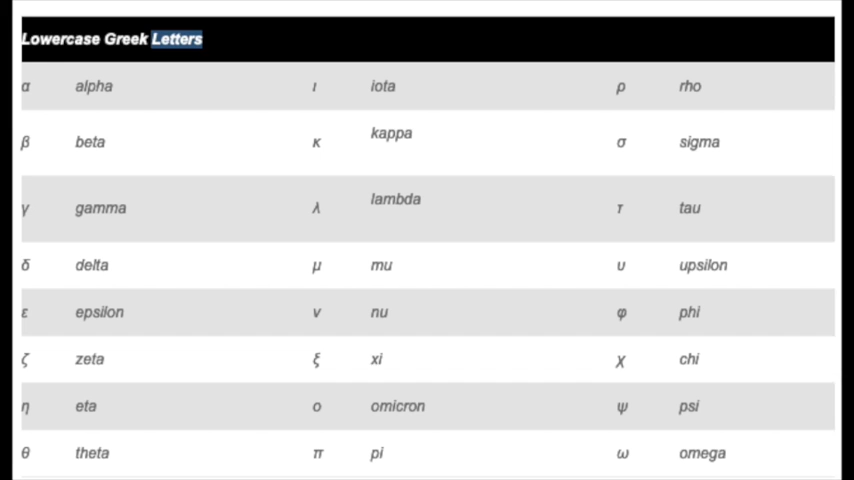 Lowercase Greek Letters
α alpha ι iota ρ rho
β beta κ kappa σ sigma
γ gamma λ lambda τ tau
δ delta μ mu υ upsilon
ε epsilon ν nu φ phi
ζ zeta ξ xi χ chi
η eta ο omicron ψ psi
θ theta π pi ω omega